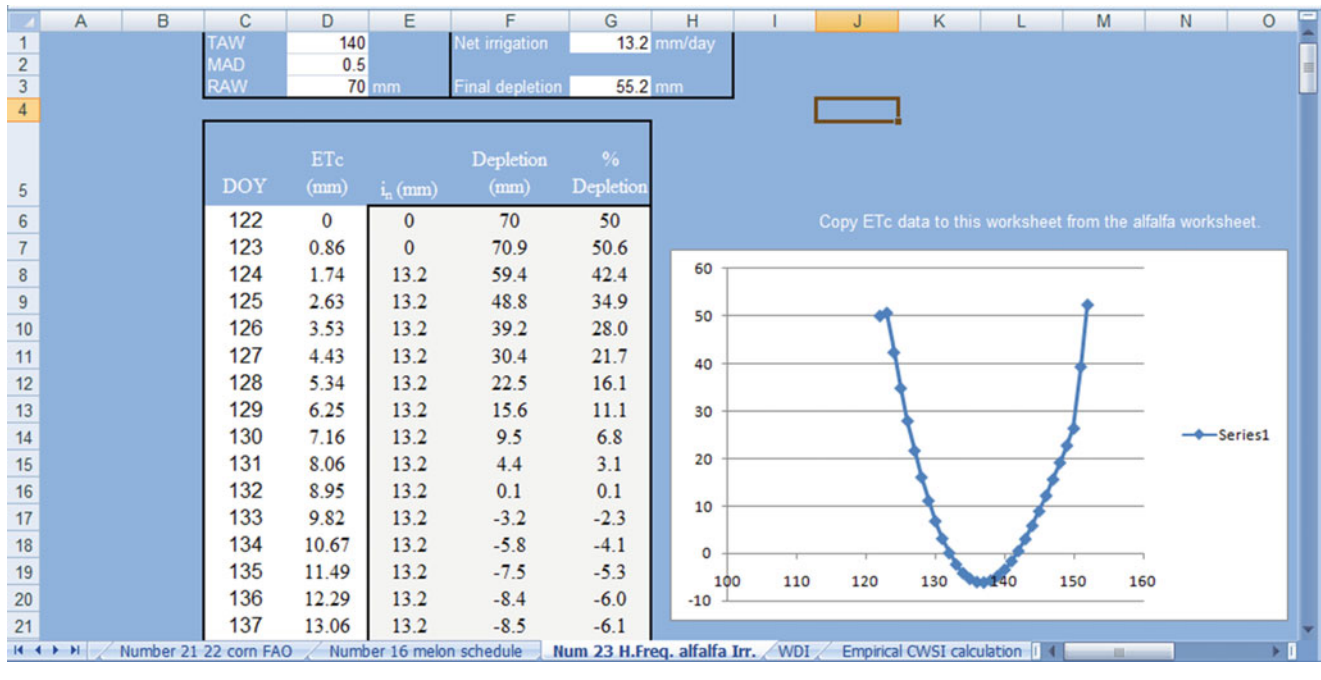 A B C D E F G H I J K L M N O
1 TAW 140 Net irrigation 13.2 mm/day
2 MAD 0.5
3 RAW 70 mm Final depletion 55.2 mm
4
ETc Depletion %
5 DOY (mm) in (mm) (mm) Depletion
6 122 0 0 70 50 Copy ETc data to this worksheet from the alfalfa worksheet.
7 123 0.86 0 70.9 50.6
8 124 1.74 13.2 59.4 42.4
9 125 2.63 13.2 48.8 34.9
10 126 3.53 13.2 39.2 28.0
11 127 4.43 13.2 30.4 21.7
12 128 5.34 13.2 22.5 16.1
13 129 6.25 13.2 15.6 11.1
14 130 7.16 13.2 9.5 6.8
15 131 8.06 13.2 4.4 3.1
16 132 8.95 13.2 0.1 0.1
17 133 9.82 13.2 -3.2 -2.3
18 134 10.67 13.2 -5.8 -4.1
19 135 11.49 13.2 -7.5 -5.3
20 136 12.29 13.2 -8.4 -6.0
21 137 13.06 13.2 -8.5 -6.1
60
50
40
30
20
10
0
-10
100 110 120 130 140 150 160
Series1
Number 21 22 corn FAO Number 16 melon schedule Num 23 H.Freq. alfalfa Irr. WDI Empirical CWSI calculation